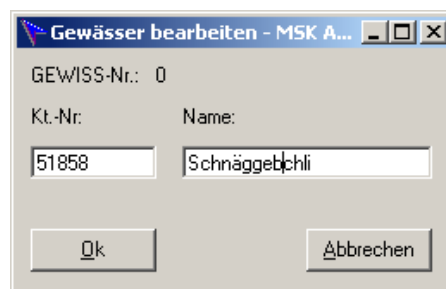 Gewässer bearbeiten - MSK A...
GEWISS-Nr.: 0
Kt.-Nr: Name:
51858 Schnäggebchli
Ok Abbrechen